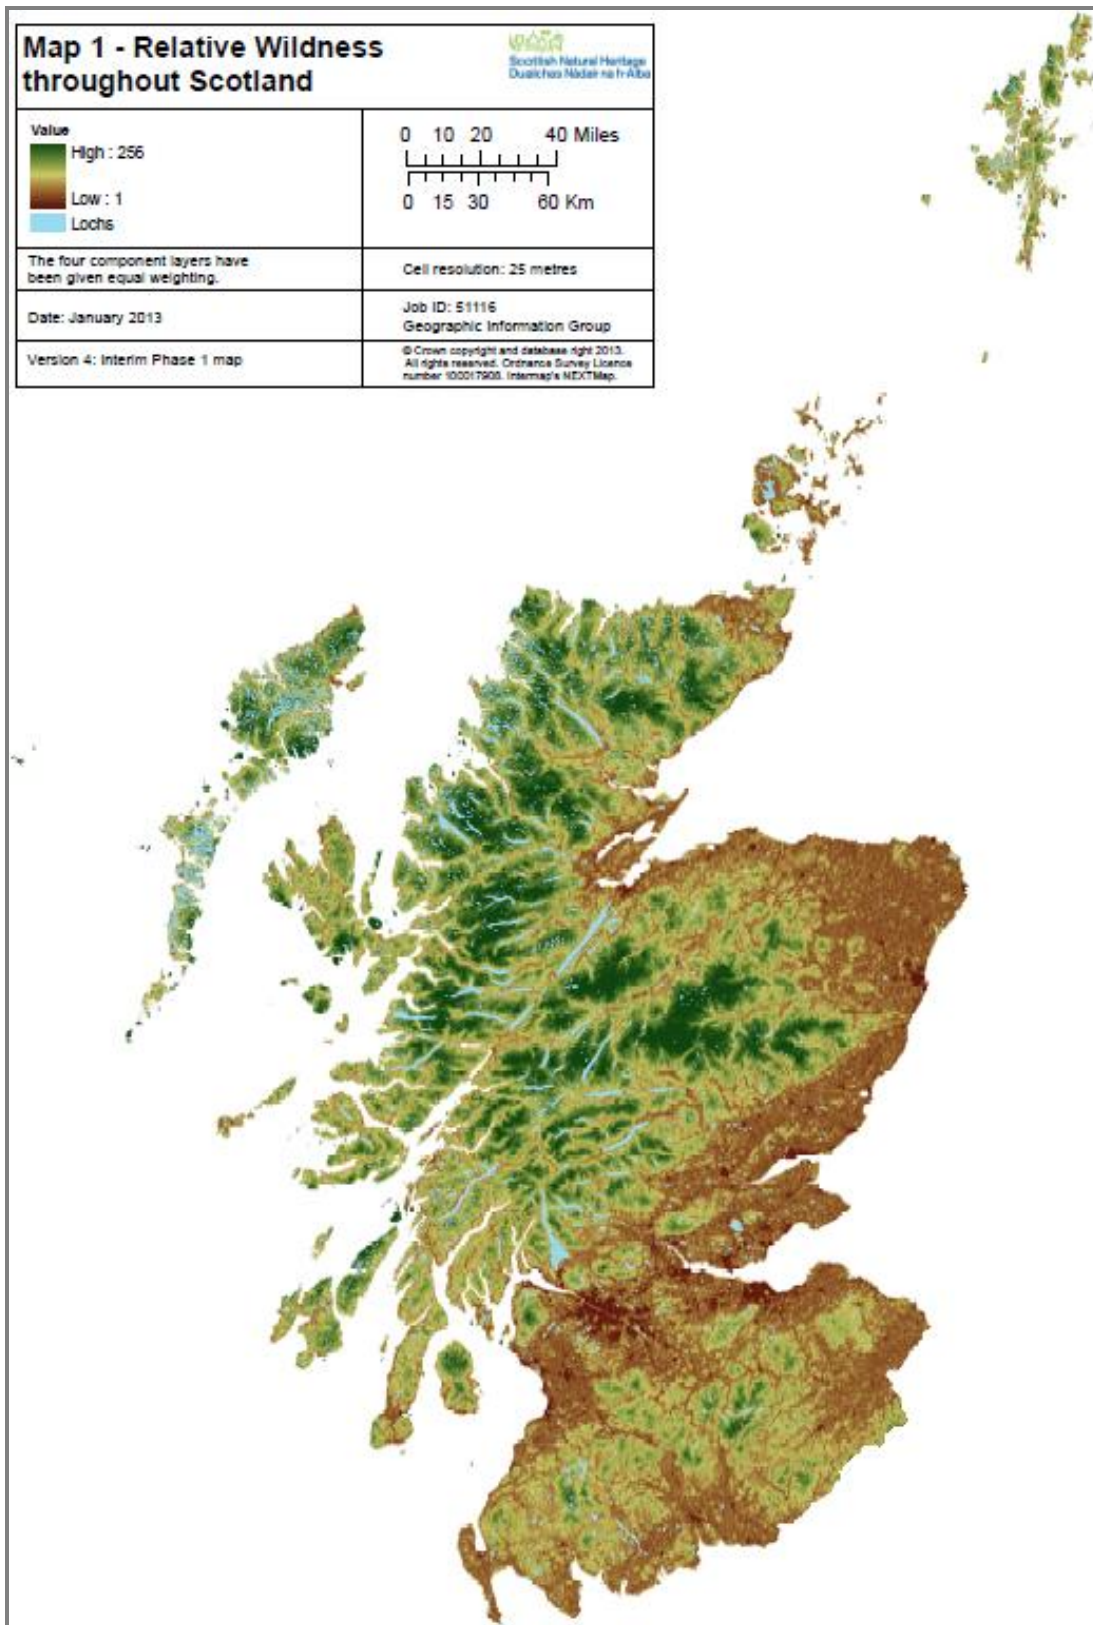 Map 1 - Relative Wildness
throughout Scotland
Scottish Natural Heritage
Dualchas Nàdair na h-Alba
Value
High : 256
Low : 1
Lochs
0 10 20 40 Miles
0 15 30 60 Km
The four component layers have
been given equal weighting.
Cell resolution: 25 metres
Date: January 2013
Job ID: 51116
Geographic Information Group
Version 4: Interim Phase 1 map
© Crown copyright and database right 2013.
All rights reserved. Ordnance Survey Licence
number 100017908. Intermap's NEXTMap.